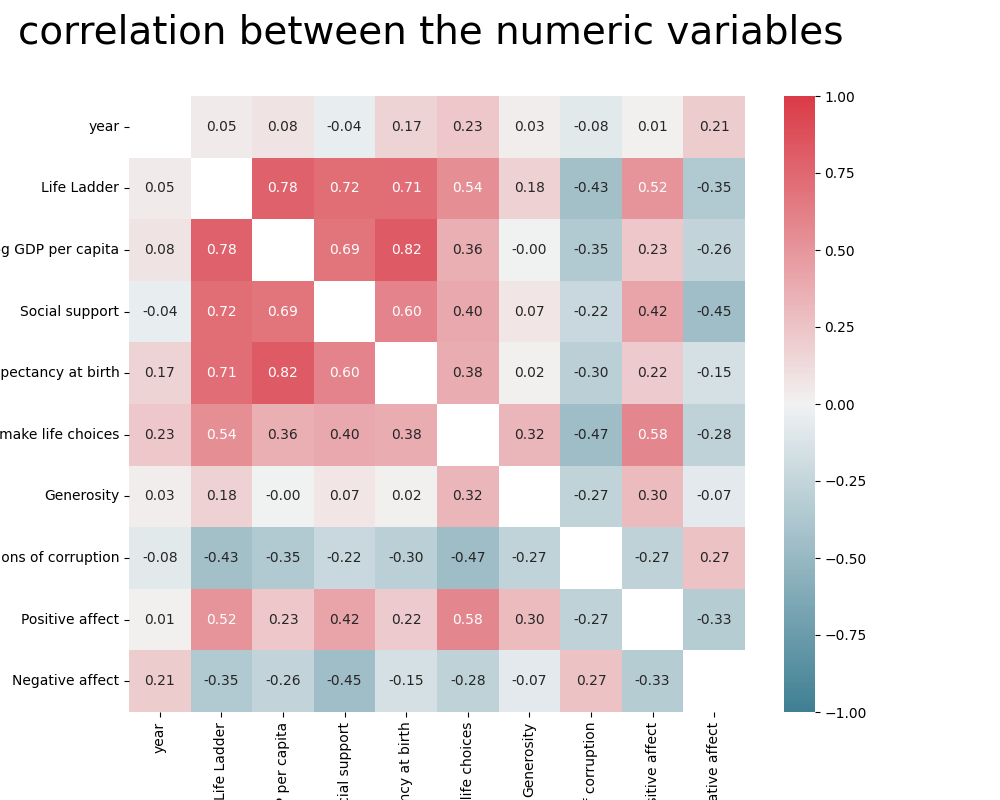 correlation between the numeric variables
1.00
year 0.05 0.08 -0.04 0.17 0.23 0.03 -0.08 0.01 0.21
Life Ladder 0.05 0.78 0.72 0.71 0.54 0.18 -0.43 0.52 -0.35
0.75
GDP per capita 0.08 0.78 0.69 0.82 0.36 -0.00 -0.35 0.23 -0.26
0.50
Social support -0.04 0.72 0.69 0.60 0.40 0.07 -0.22 0.42 -0.45
0.25
pectancy at birth 0.17 0.71 0.82 0.60 0.38 0.02 -0.30 0.22 -0.15
0.00
make life choices 0.23 0.54 0.36 0.40 0.38 0.32 -0.47 0.58 -0.28
−0.25
Generosity 0.03 0.18 -0.00 0.07 0.02 0.32 -0.27 0.30 -0.07
ons of corruption -0.08 -0.43 -0.35 -0.22 -0.30 -0.47 -0.27 -0.27 0.27
−0.50
Positive affect 0.01 0.52 0.23 0.42 0.22 0.58 0.30 -0.27 -0.33
−0.75
Negative affect 0.21 -0.35 -0.26 -0.45 -0.15 -0.28 -0.07 0.27 -0.33
−1.00
year
Life Ladder
per capita
cial support
ncy at birth
life choices
Generosity
corruption
sitive affect
ative affect